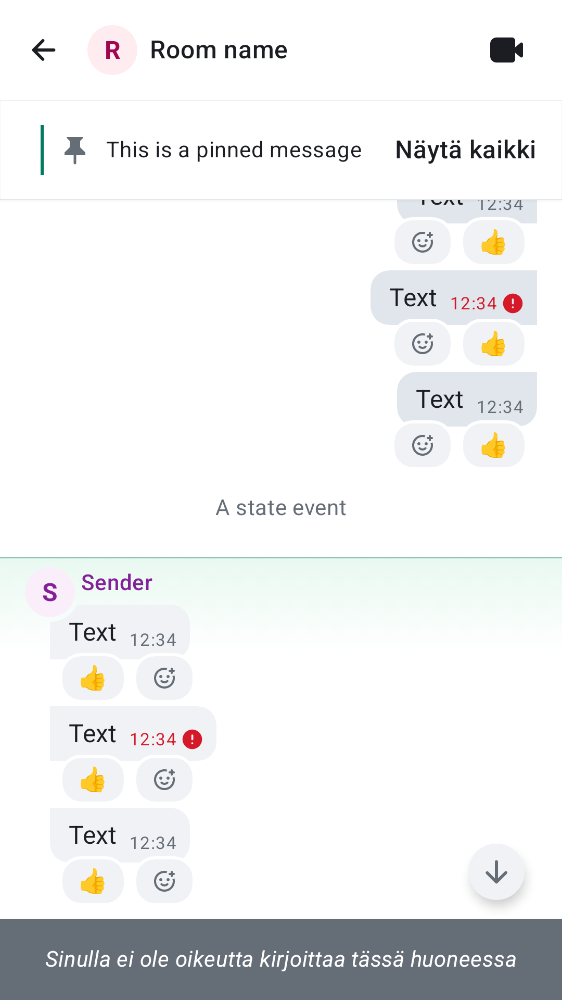 R Room name
This is a pinned message Näytä kaikki
Text 12:34
Text 12:34
Text 12:34
A state event
S Sender
Text 12:34
Text 12:34
Text 12:34
Sinulla ei ole oikeutta kirjoittaa tässä huoneessa